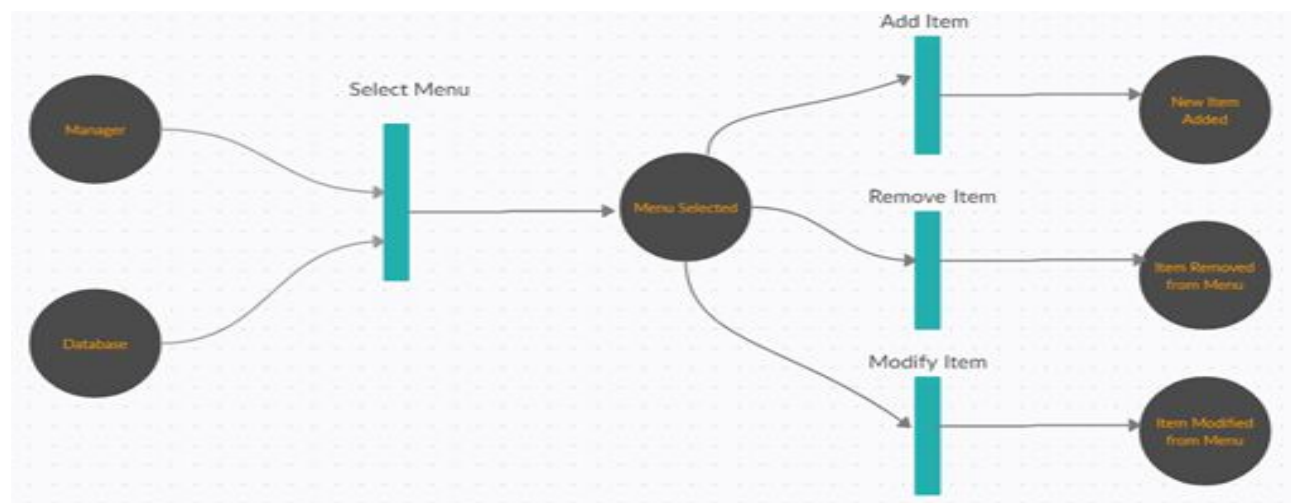 Add Item
Select Menu
Manager
New Item
Added
Remove Item
Menu Selected
Item Removed
from Menu
Database
Modify Item
Item Modified
from Menu